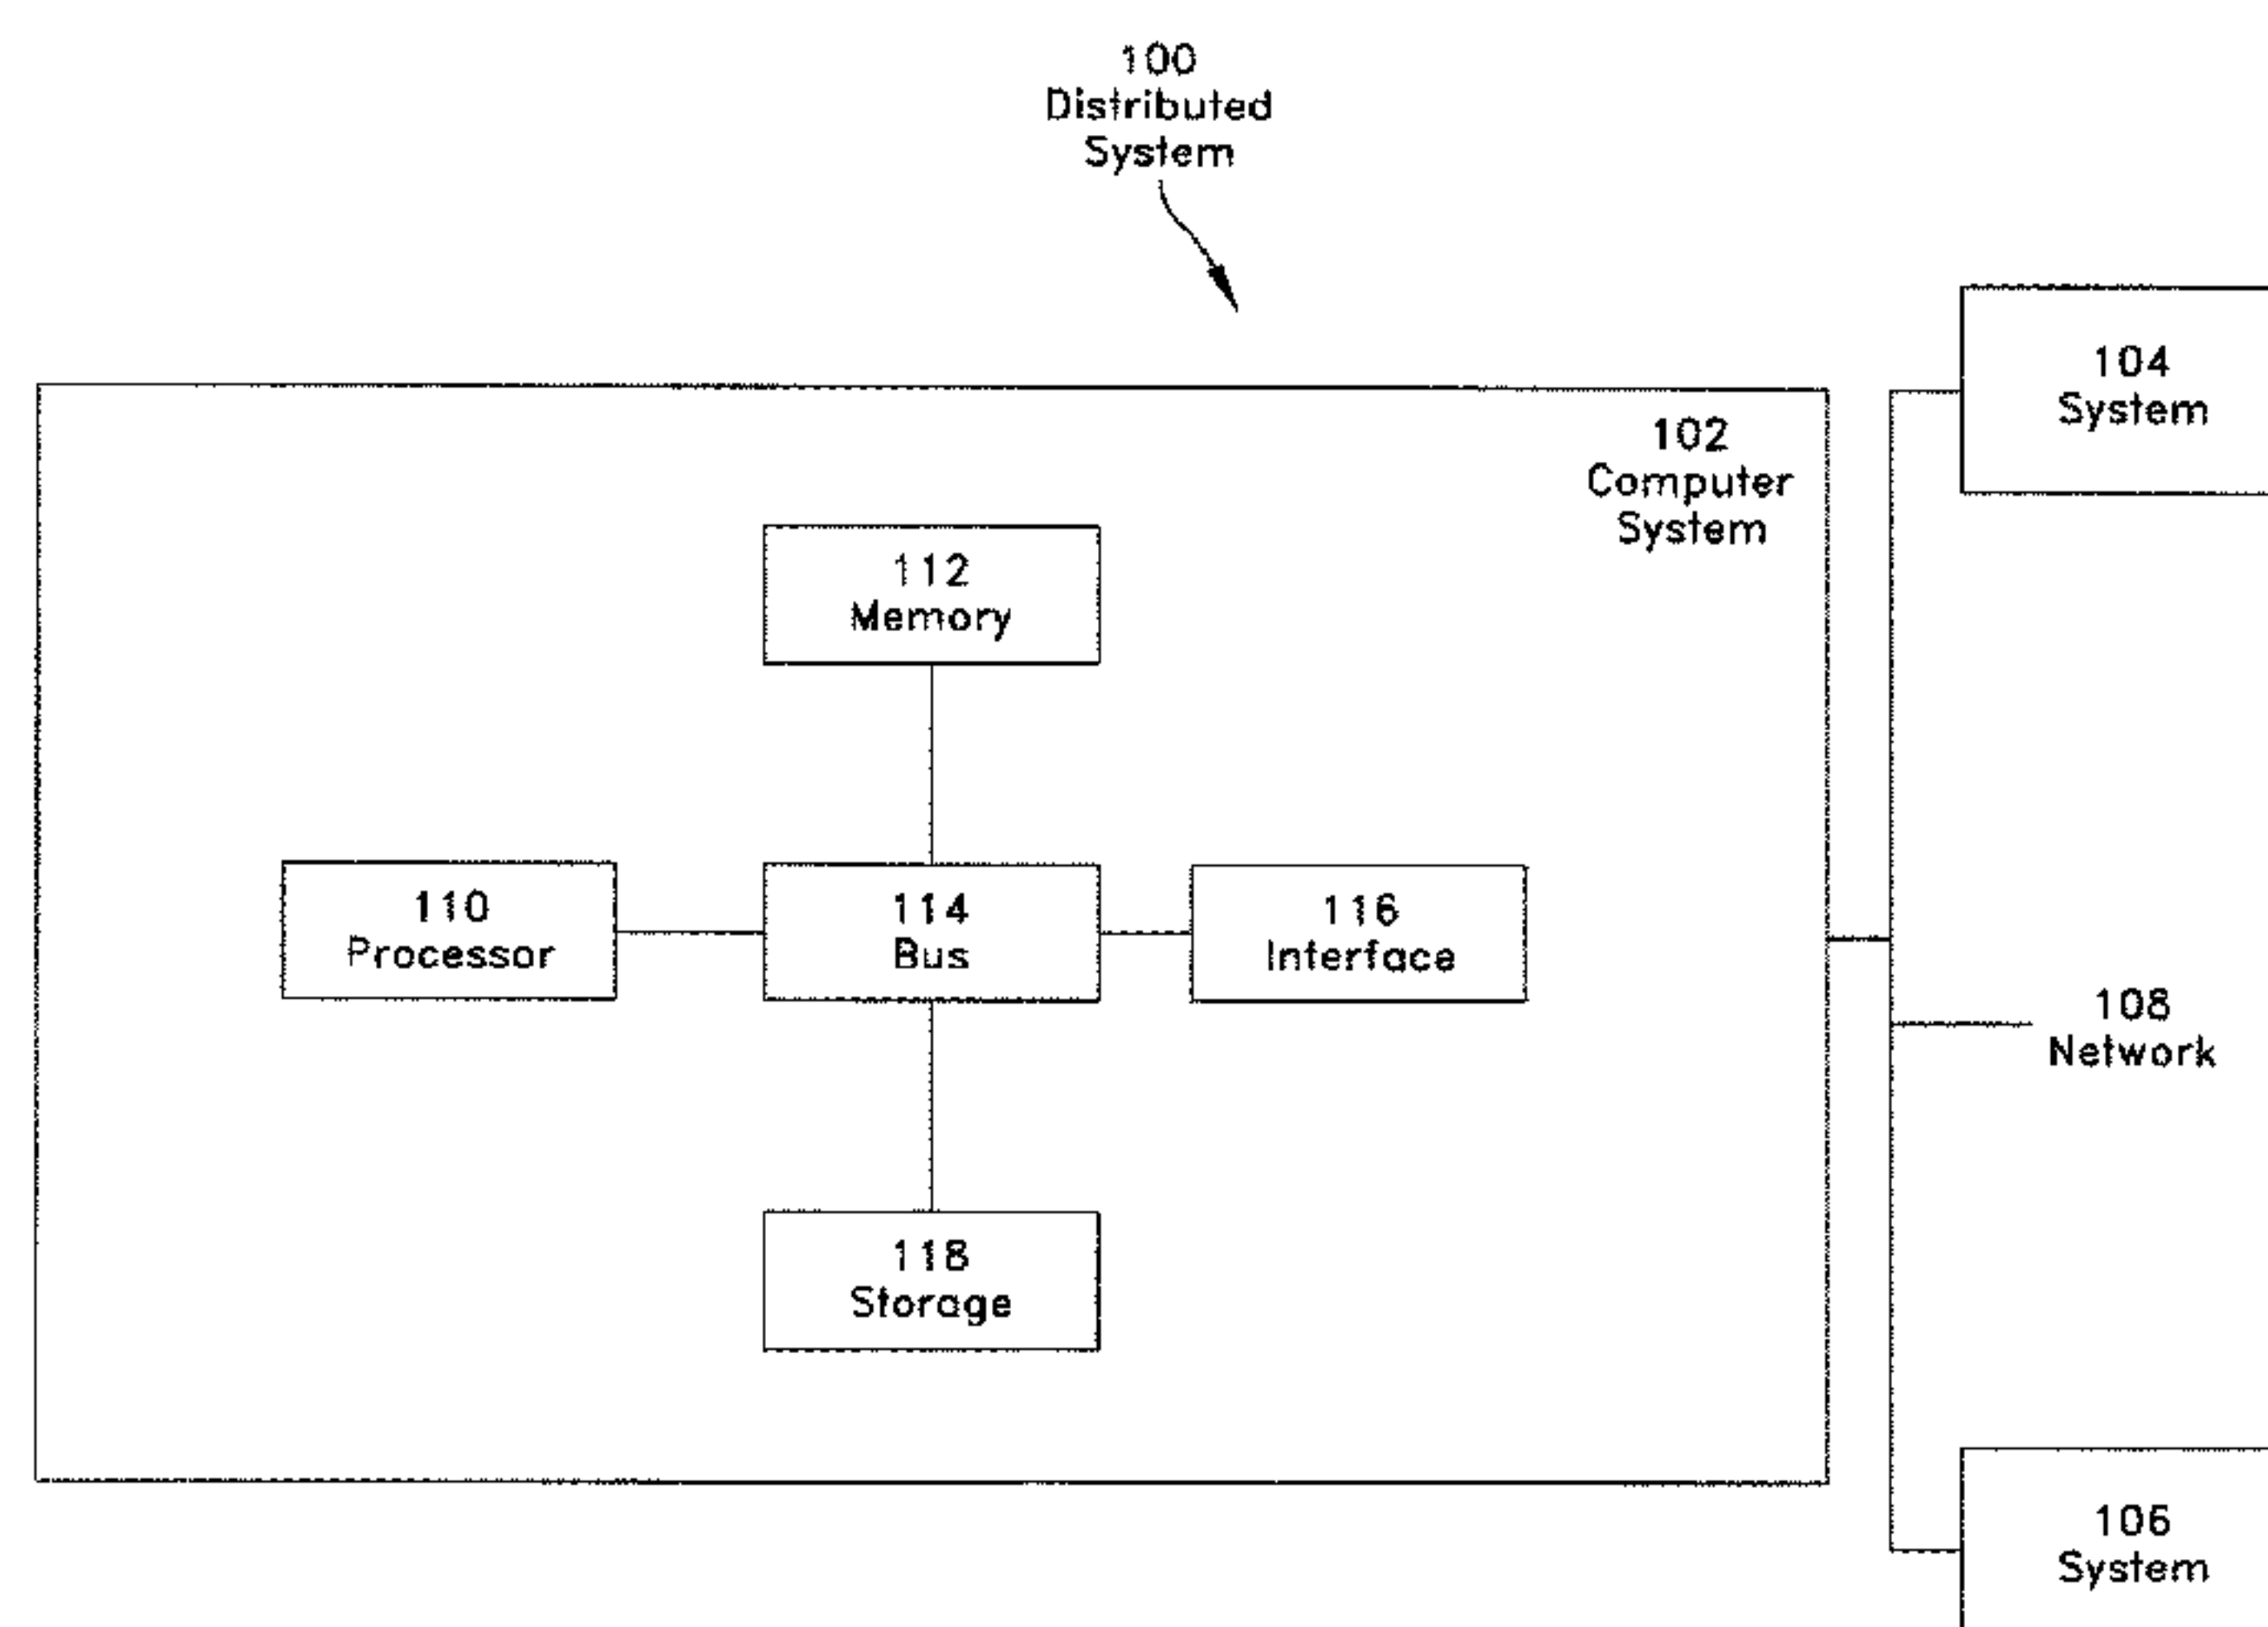 100
Distributed
System
104
System
102
Computer
System
112
Memory
110
Processor
114
Bus
116
Interface
108
Network
118
Storage
106
System